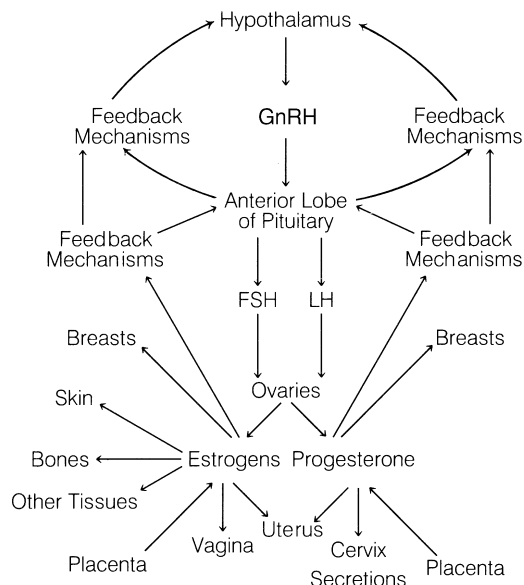 Hypothalamus
GnRH
Feedback
Mechanisms
Feedback
Mechanisms
Anterior Lobe
of Pituitary
Feedback
Mechanisms
Feedback
Mechanisms
FSH
LH
Breasts
Breasts
Ovaries
Skin
Bones
Estrogens
Progesterone
Other Tissues
Uterus
Vagina
Cervix
Secretions
Placenta
Placenta